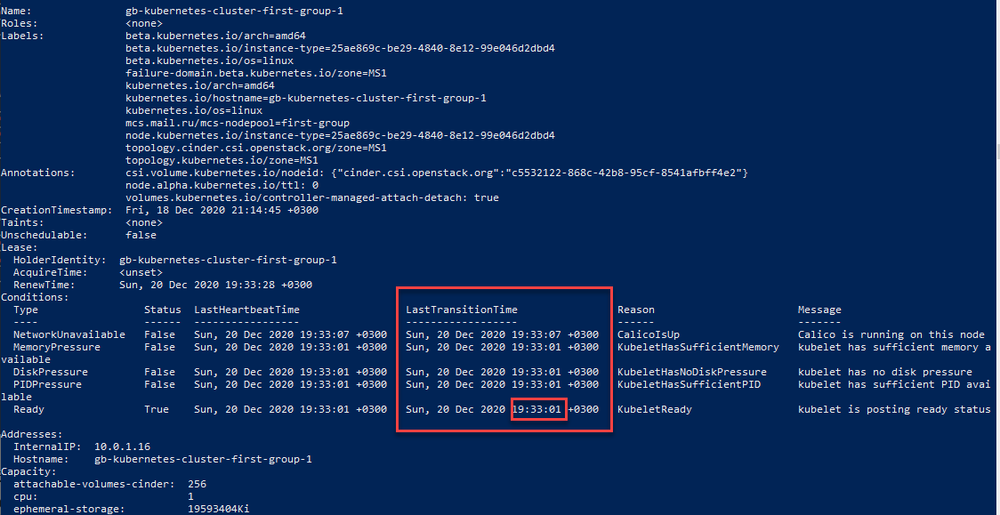 Name: gb-kubernetes-cluster-first-group-1
Roles: <none>
Labels: beta.kubernetes.io/arch=amd64
beta.kubernetes.io/instance-type=25ae869c-be29-4840-8e12-99e046d2dbd4
beta.kubernetes.io/os=linux
failure-domain.beta.kubernetes.io/zone=MS1
kubernetes.io/arch=amd64
kubernetes.io/hostname=gb-kubernetes-cluster-first-group-1
kubernetes.io/os=linux
mcs.mail.ru/mcs-nodepool=first-group
node.kubernetes.io/instance-type=25ae869c-be29-4840-8e12-99e046d2dbd4
topology.cinder.csi.openstack.org/zone=MS1
topology.kubernetes.io/zone=MS1
Annotations: csi.volume.kubernetes.io/nodeid: {"cinder.csi.openstack.org":"c5532122-868c-42b8-95cf-8541afbff4e2"}
node.alpha.kubernetes.io/ttl: 0
volumes.kubernetes.io/controller-managed-attach-detach: true
CreationTimestamp: Fri, 18 Dec 2020 21:14:45 +0300
Taints: <none>
Unschedulable: false
Lease:
HolderIdentity: gb-kubernetes-cluster-first-group-1
AcquireTime: <unset>
RenewTime: Sun, 20 Dec 2020 19:33:28 +0300
Conditions:
Type Status LastHeartbeatTime LastTransitionTime Reason Message
---- ------ ----------------- ------------------ ------ -------
NetworkUnavailable False Sun, 20 Dec 2020 19:33:07 +0300 Sun, 20 Dec 2020 19:33:07 +0300 CalicoIsUp Calico is running on this node
MemoryPressure False Sun, 20 Dec 2020 19:33:01 +0300 Sun, 20 Dec 2020 19:33:01 +0300 KubeletHasSufficientMemory kubelet has sufficient memory a
vailable
DiskPressure False Sun, 20 Dec 2020 19:33:01 +0300 Sun, 20 Dec 2020 19:33:01 +0300 KubeletHasNoDiskPressure kubelet has no disk pressure
PIDPressure False Sun, 20 Dec 2020 19:33:01 +0300 Sun, 20 Dec 2020 19:33:01 +0300 KubeletHasSufficientPID kubelet has sufficient PID avai
lable
Ready True Sun, 20 Dec 2020 19:33:01 +0300 Sun, 20 Dec 2020 19:33:01 +0300 KubeletReady kubelet is posting ready status
Addresses:
InternalIP: 10.0.1.16
Hostname: gb-kubernetes-cluster-first-group-1
Capacity:
attachable-volumes-cinder: 256
cpu: 1
ephemeral-storage: 19593404Ki